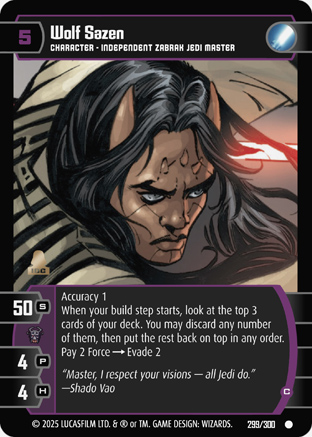 5
Wolf Sazen
CHARACTER - INDEPENDENT ZABRAK JEDI MASTER
50 S
4 P
4 H
Accuracy 1
When your build step starts, look at the top 3
cards of your deck. You may discard any number
of them, then put the rest back on top in any order.
Pay 2 Force → Evade 2
"Master, I respect your visions — all Jedi do."
—Shado Vao
C
© 2025 LUCASFILM LTD. & ® or TM. GAME DESIGN: WIZARDS.
299/300